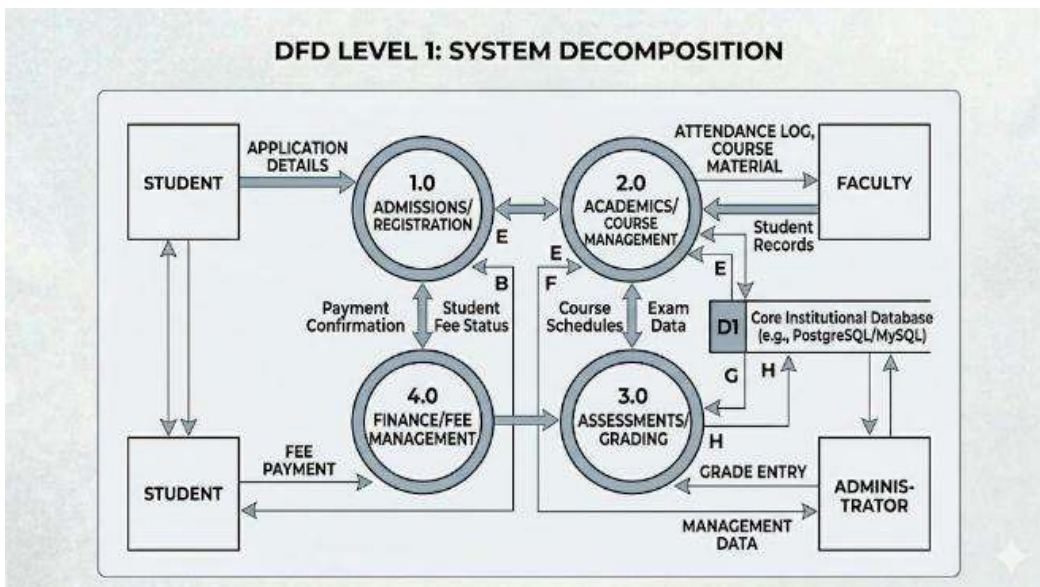 DFD LEVEL 1: SYSTEM DECOMPOSITION
STUDENT
APPLICATION
DETAILS
1.0
ADMISSIONS/
REGISTRATION
E
B
2.0
ACADEMICS/
COURSE
MANAGEMENT
E
F
ATTENDANCE LOG,
COURSE
MATERIAL
FACULTY
Student
Records
E
Payment
Confirmation
Student
Fee Status
Course
Schedules
Exam
Data
D1
Core Institutional Database
(e.g., PostgreSQL/MySQL)
G
H
4.0
FINANCE/FEE
MANAGEMENT
3.0
ASSESSMENTS/
GRADING
H
STUDENT
FEE
PAYMENT
GRADE ENTRY
ADMINIS-
TRATOR
MANAGEMENT
DATA